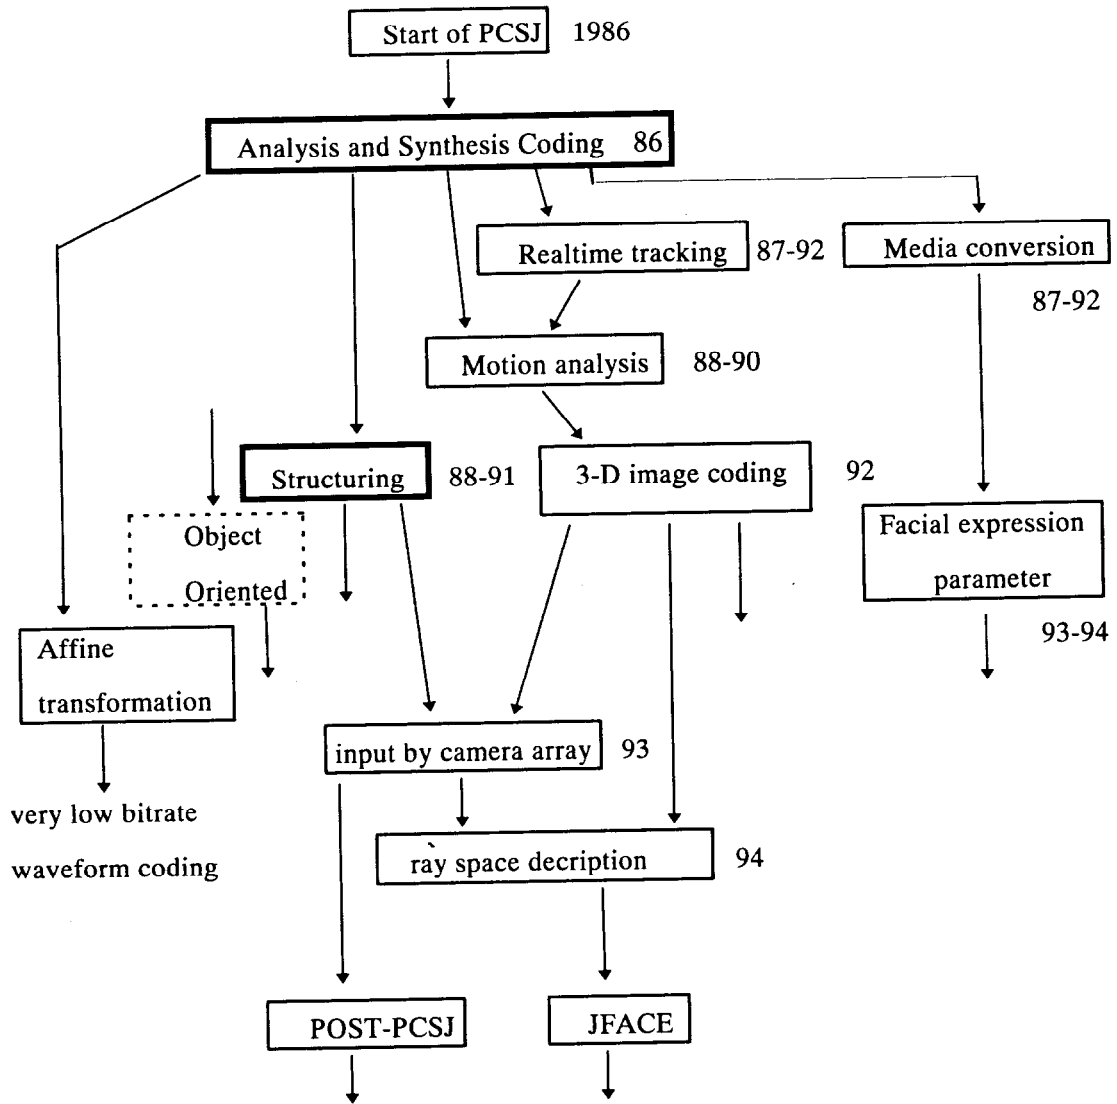 Start of PCSJ 1986
Analysis and Synthesis Coding 86
Realtime tracking 87-92
Media conversion
87-92
Motion analysis 88-90
Structuring 88-91
3-D image coding 92
Object
Oriented
Facial expression
parameter
93-94
Affine
transformation
input by camera array 93
very low bitrate
waveform coding
ray space decription 94
POST-PCSJ
JFACE